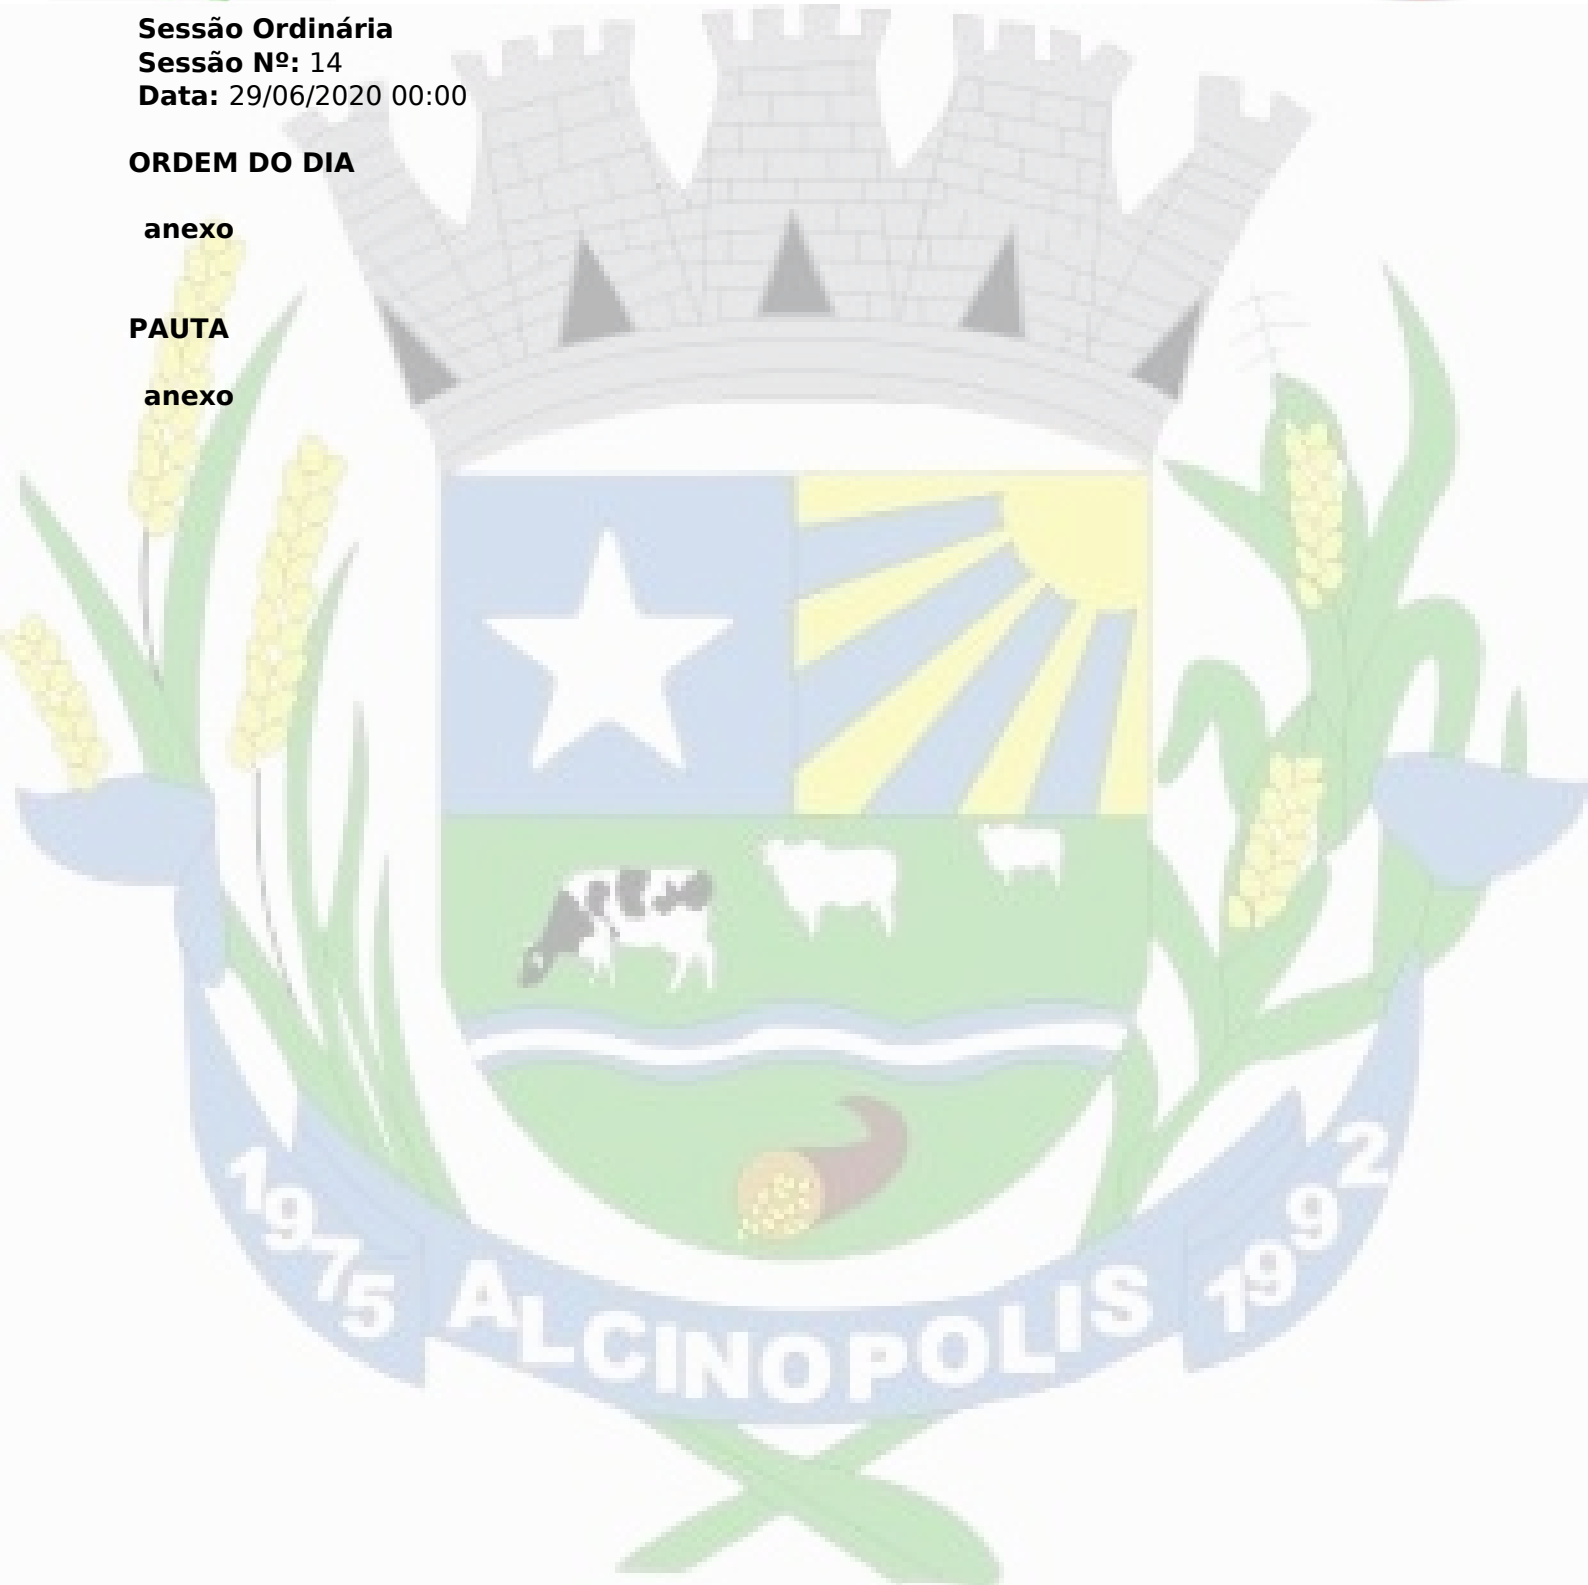 Sessão Ordinária
Sessão Nº: 14
Data: 29/06/2020 00:00
ORDEM DO DIA
anexo
PAUTA
anexo
1975 ALCINOPOLIS 1992